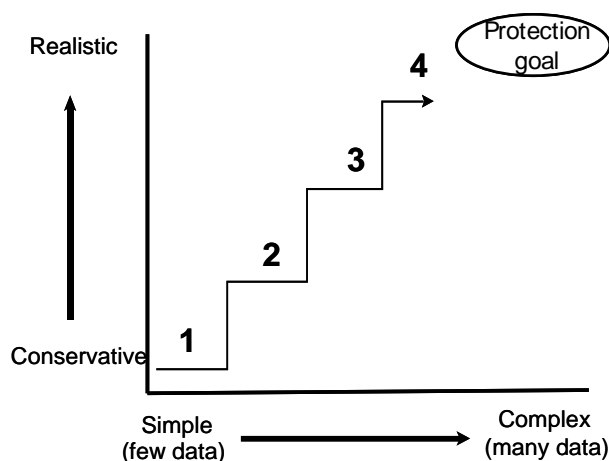 Realistic
Protection
goal
4
3
2
1
Conservative
Simple
(few data)
Complex
(many data)